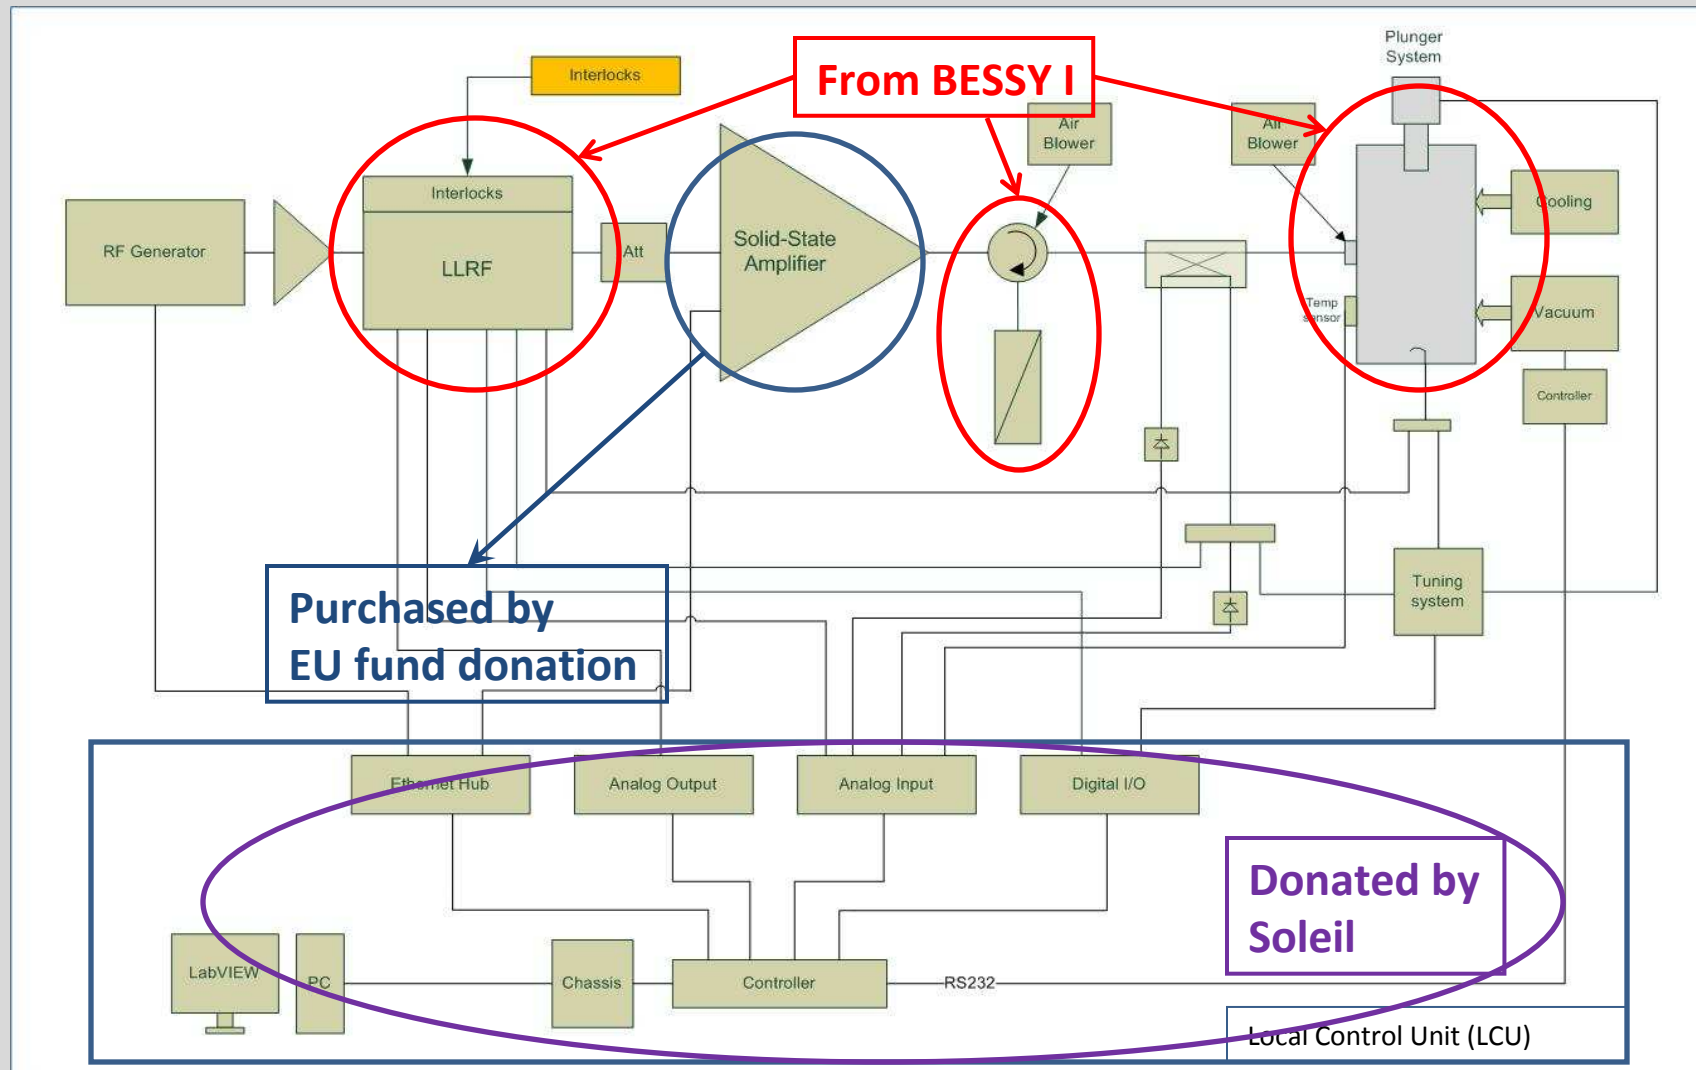 Plunger
System
Interlocks
From BESSY I
Air
Blower
Air
Blower
Interlocks
RF Generator
LLRF
Att
Solid-State
Amplifier
Cooling
Temp
sensor
Vacuum
Controller
Purchased by
EU fund donation
Tuning
system
Ethernet Hub
Analog Output
Analog Input
Digital I/O
Donated by
Soleil
LabVIEW
PC
Chassis
Controller
RS232
Local Control Unit (LCU)